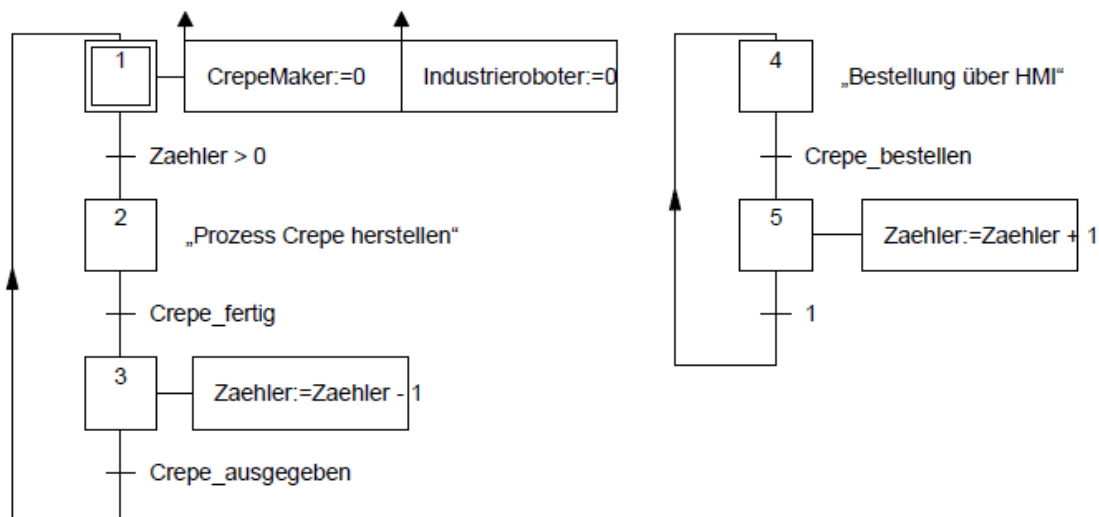 1
CrepeMaker:=0
Industrieroboter:=0
Zaehler > 0
2
„Prozess Crepe herstellen“
Crepe_fertig
3
Zaehler:=Zaehler - 1
Crepe_ausgegeben
4
„Bestellung über HMI“
Crepe_bestellen
5
Zaehler:=Zaehler + 1
1